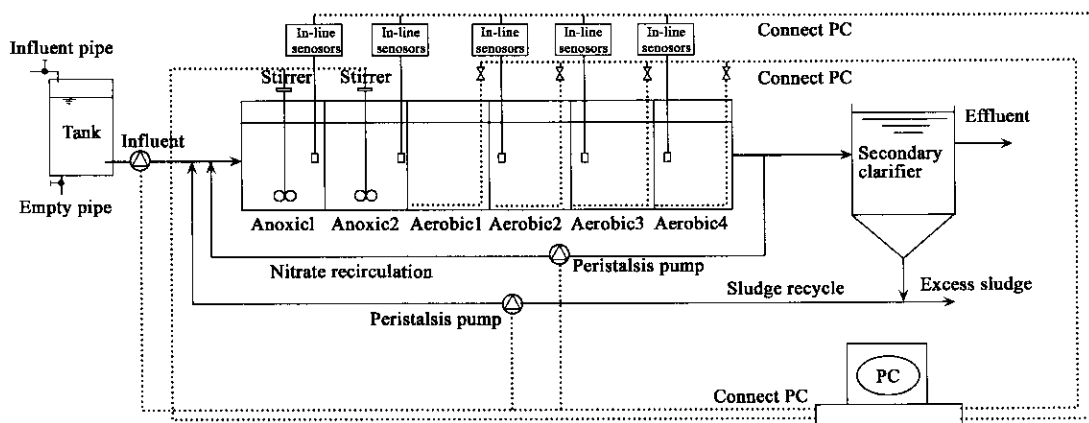 In-line senosors
In-line senosors
In-line senosors
In-line senosors
In-line senosors
Connect PC
Influent pipe
Stirrer
Stirrer
Connect PC
Tank
Influent
Effluent
Secondary
clarifier
Empty pipe
Anoxic1
Anoxic2
Aerobic1
Aerobic2
Aerobic3
Aerobic4
Nitrate recirculation
Peristalsis pump
Sludge recycle
Excess sludge
Peristalsis pump
PC
Connect PC